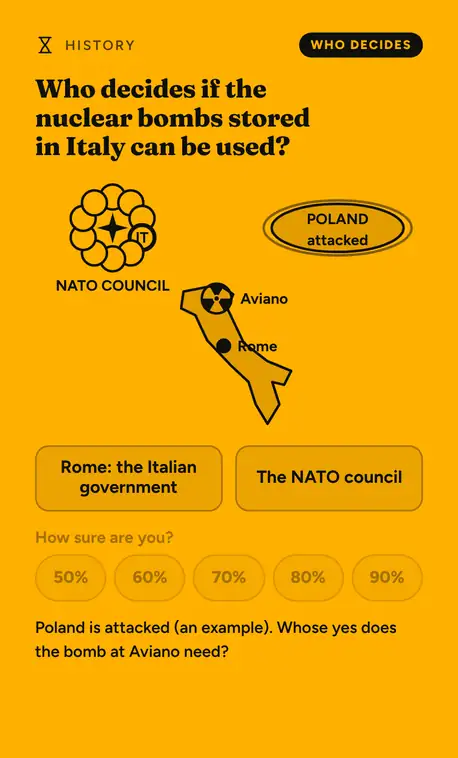 HISTORY
WHO DECIDES
Who decides if the
nuclear bombs stored
in Italy can be used?
IT
NATO COUNCIL
POLAND
attacked
Aviano
Rome
Rome: the Italian
government
The NATO council
How sure are you?
50%
60%
70%
80%
90%
Poland is attacked (an example). Whose yes does
the bomb at Aviano need?